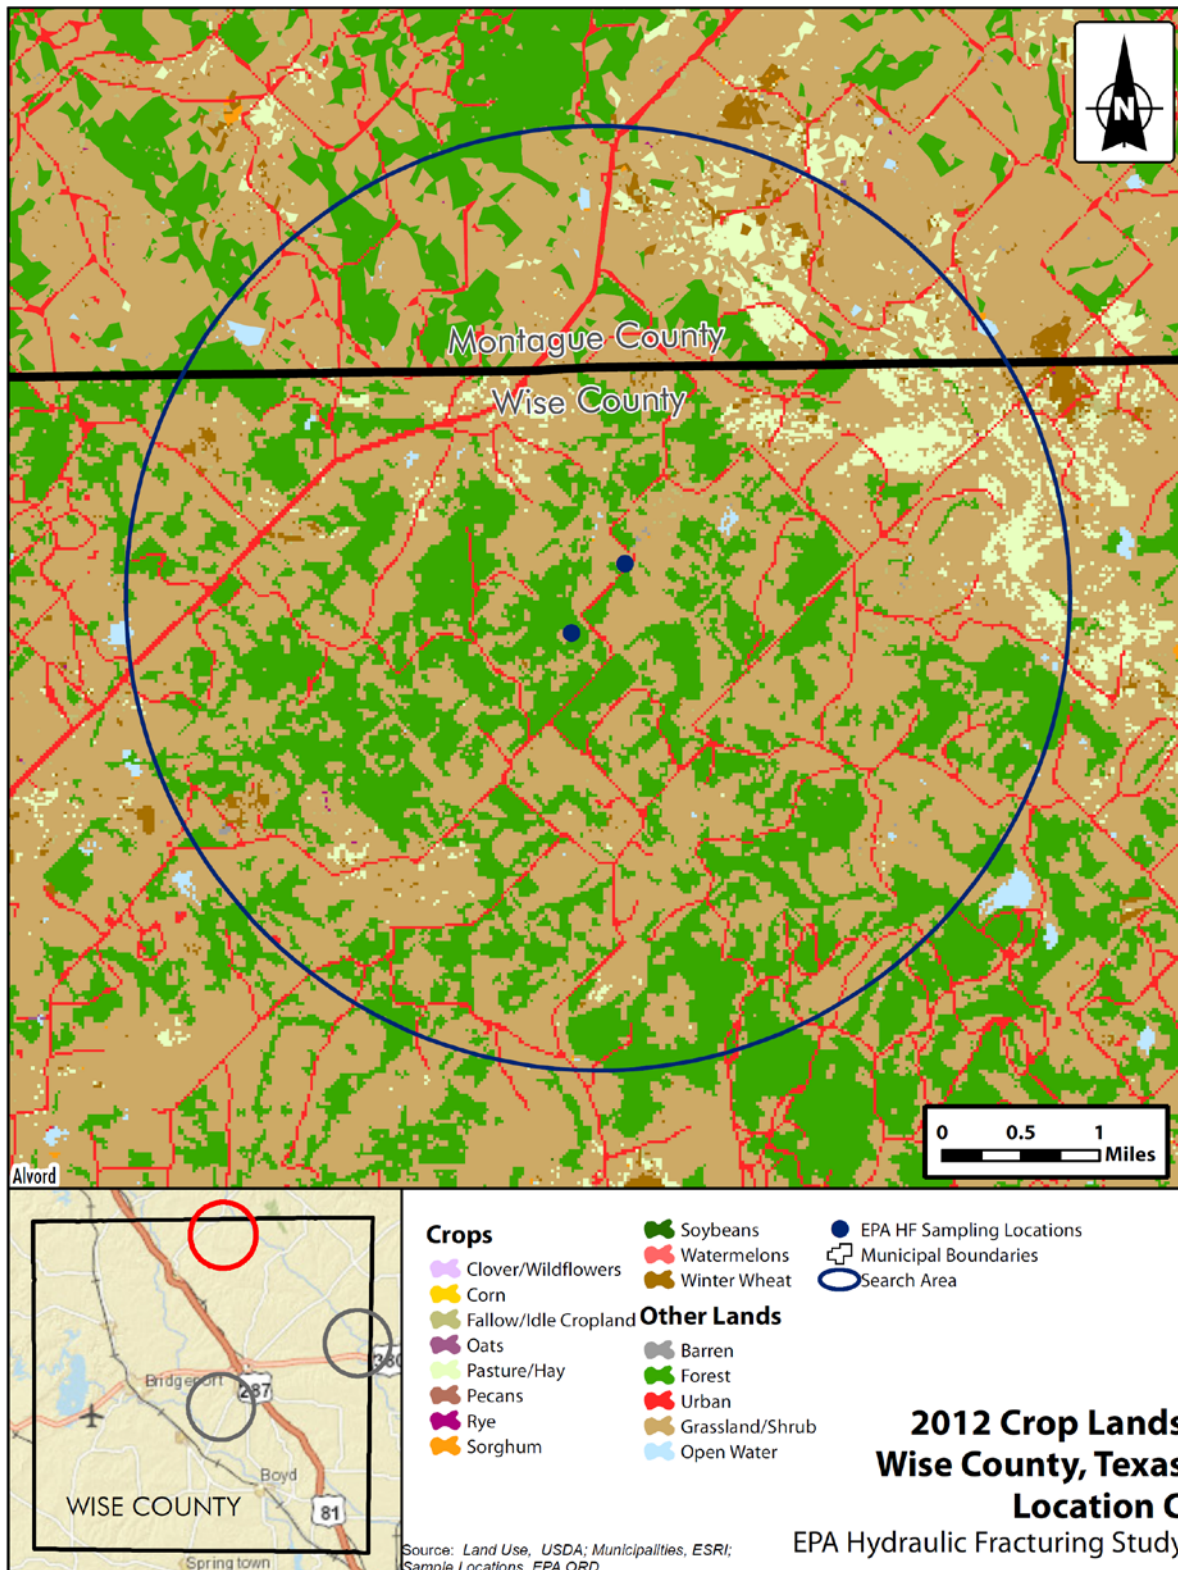 N
Montague County
Wise County
0 0.5 1
Miles
Alvord
Bridgeport
380
287
Boyd
81
WISE COUNTY
Springtown
Crops
Clover/Wildflowers
Corn
Fallow/Idle Cropland
Oats
Pasture/Hay
Pecans
Rye
Sorghum
Soybeans
Watermelons
Winter Wheat
Other Lands
Barren
Forest
Urban
Grassland/Shrub
Open Water
EPA HF Sampling Locations
Municipal Boundaries
Search Area
2012 Crop Lands
Wise County, Texas
Location C
EPA Hydraulic Fracturing Study
Source: Land Use, USDA; Municipalities, ESRI;
Sample Locations, EPA ORD